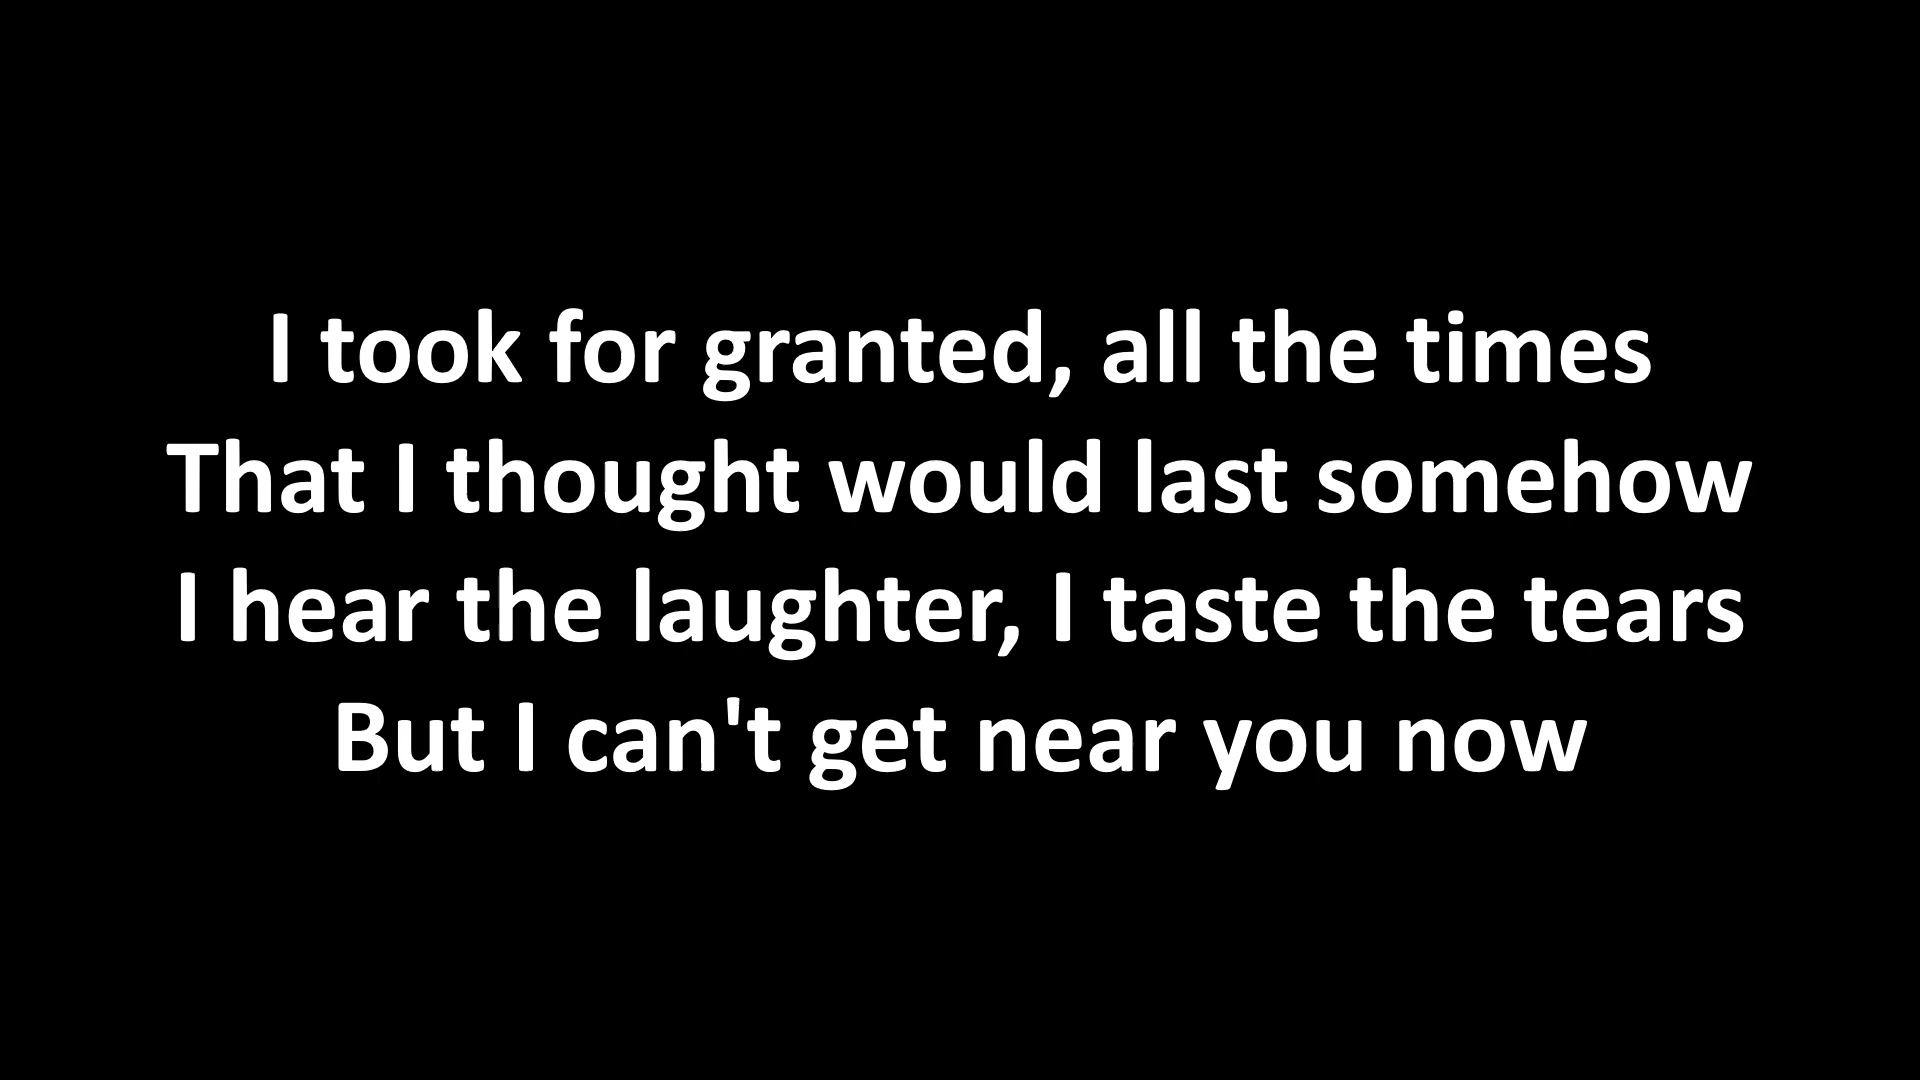 I took for granted, all the times
That I thought would last somehow
I hear the laughter, I taste the tears
But I can't get near you now